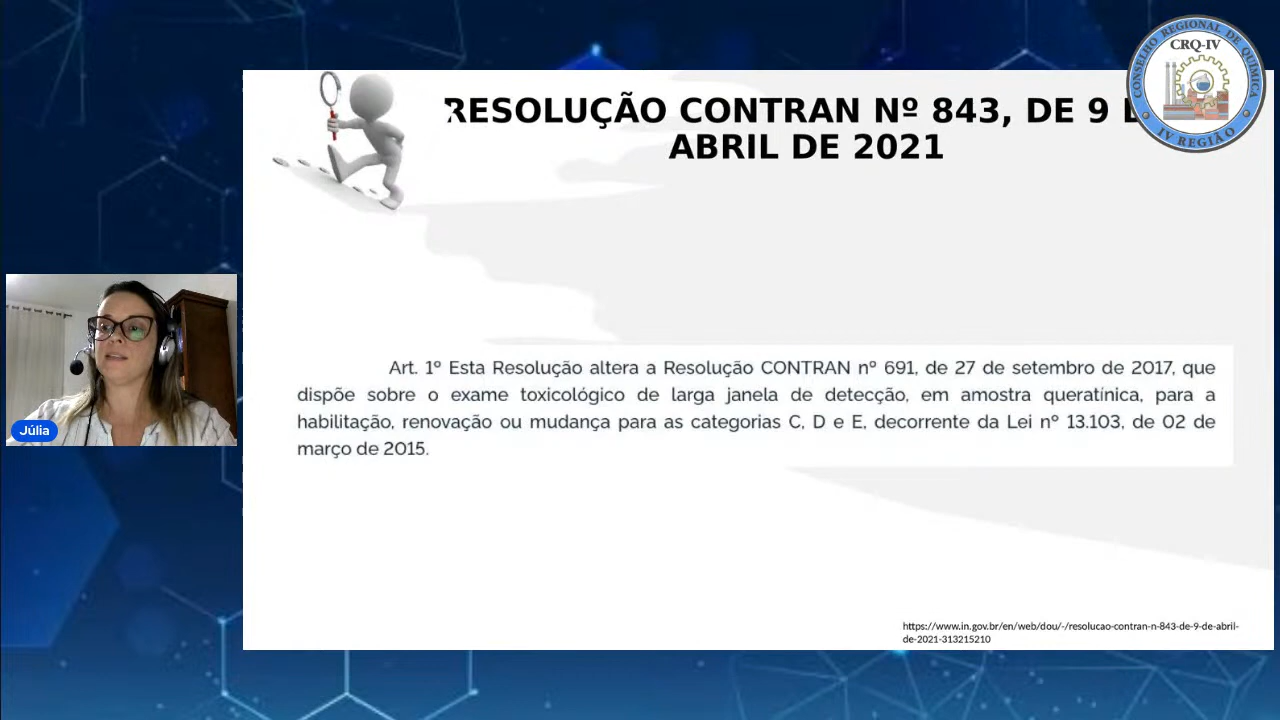 RESOLUÇÃO CONTRAN Nº 843, DE 9
ABRIL DE 2021
CONSELHO REGIONAL DE QUÍMICA
CRQ-IV
IV REGIÃO
Art. 1º Esta Resolução altera a Resolução CONTRAN nº 691, de 27 de setembro de 2017, que
dispõe sobre o exame toxicológico de larga janela de detecção, em amostra queratínica, para a
habilitação, renovação ou mudança para as categorias C, D e E, decorrente da Lei nº 13.103, de 02 de
março de 2015.
Júlia
https://www.in.gov.br/en/web/dou/-/resolucao-contran-n-843-de-9-de-abril-
de-2021-313215210